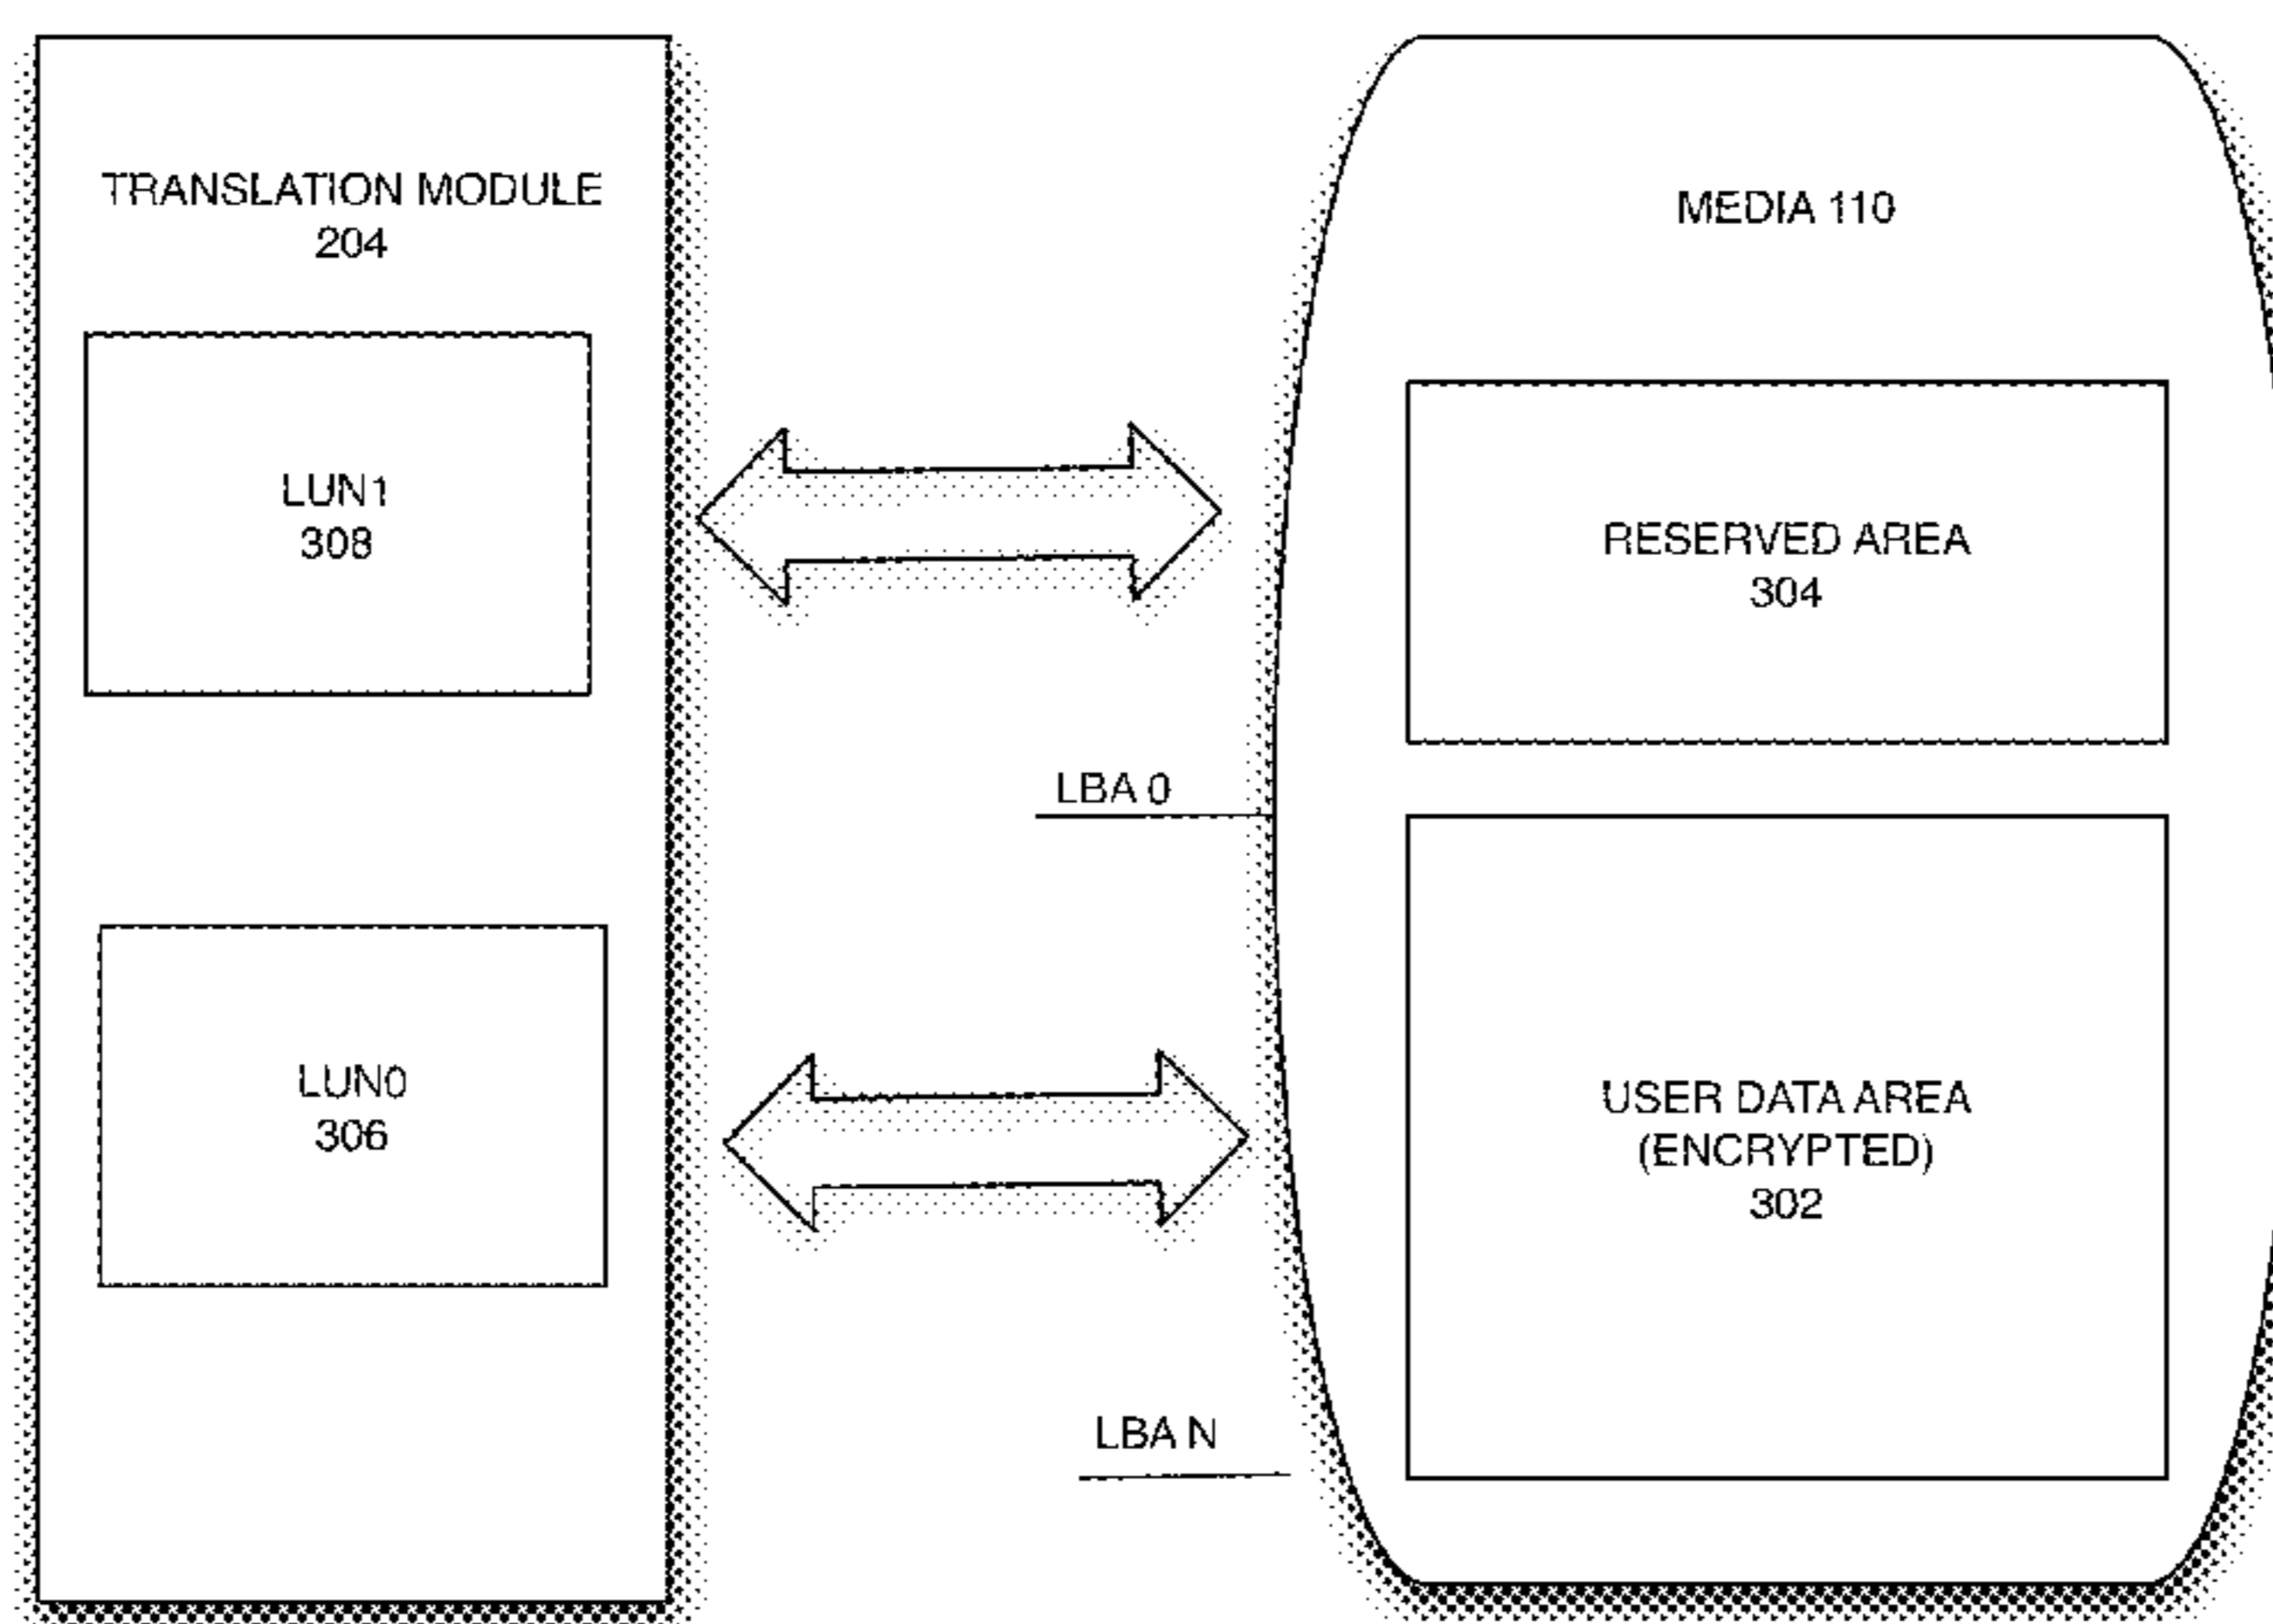 TRANSLATION MODULE
204
LUN1
308
LUN0
306
LBA 0
LBA N
MEDIA 110
RESERVED AREA
304
USER DATA AREA
(ENCRYPTED)
302